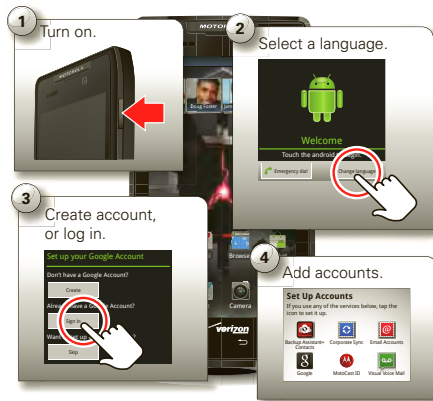 1
Turn on.
MOTOROLA
MOTO
2
Select a language.
Welcome
Touch the android to begin.
Emergency dial
Change language
Doug Foster
3
Create account,
or log in.
Set up your Google Account
Don't have a Google Account?
Create
Already have a Google Account?
Sign in
Want
Skip
Browse
Camera
verizon
4
Add accounts.
Set Up Accounts
If you use any of the services below, tap the
icon to set it up.
Backup Assistant+
Contacts
Corporate Sync
Email Accounts
Google
MotoCast ID
Visual Voice Mail